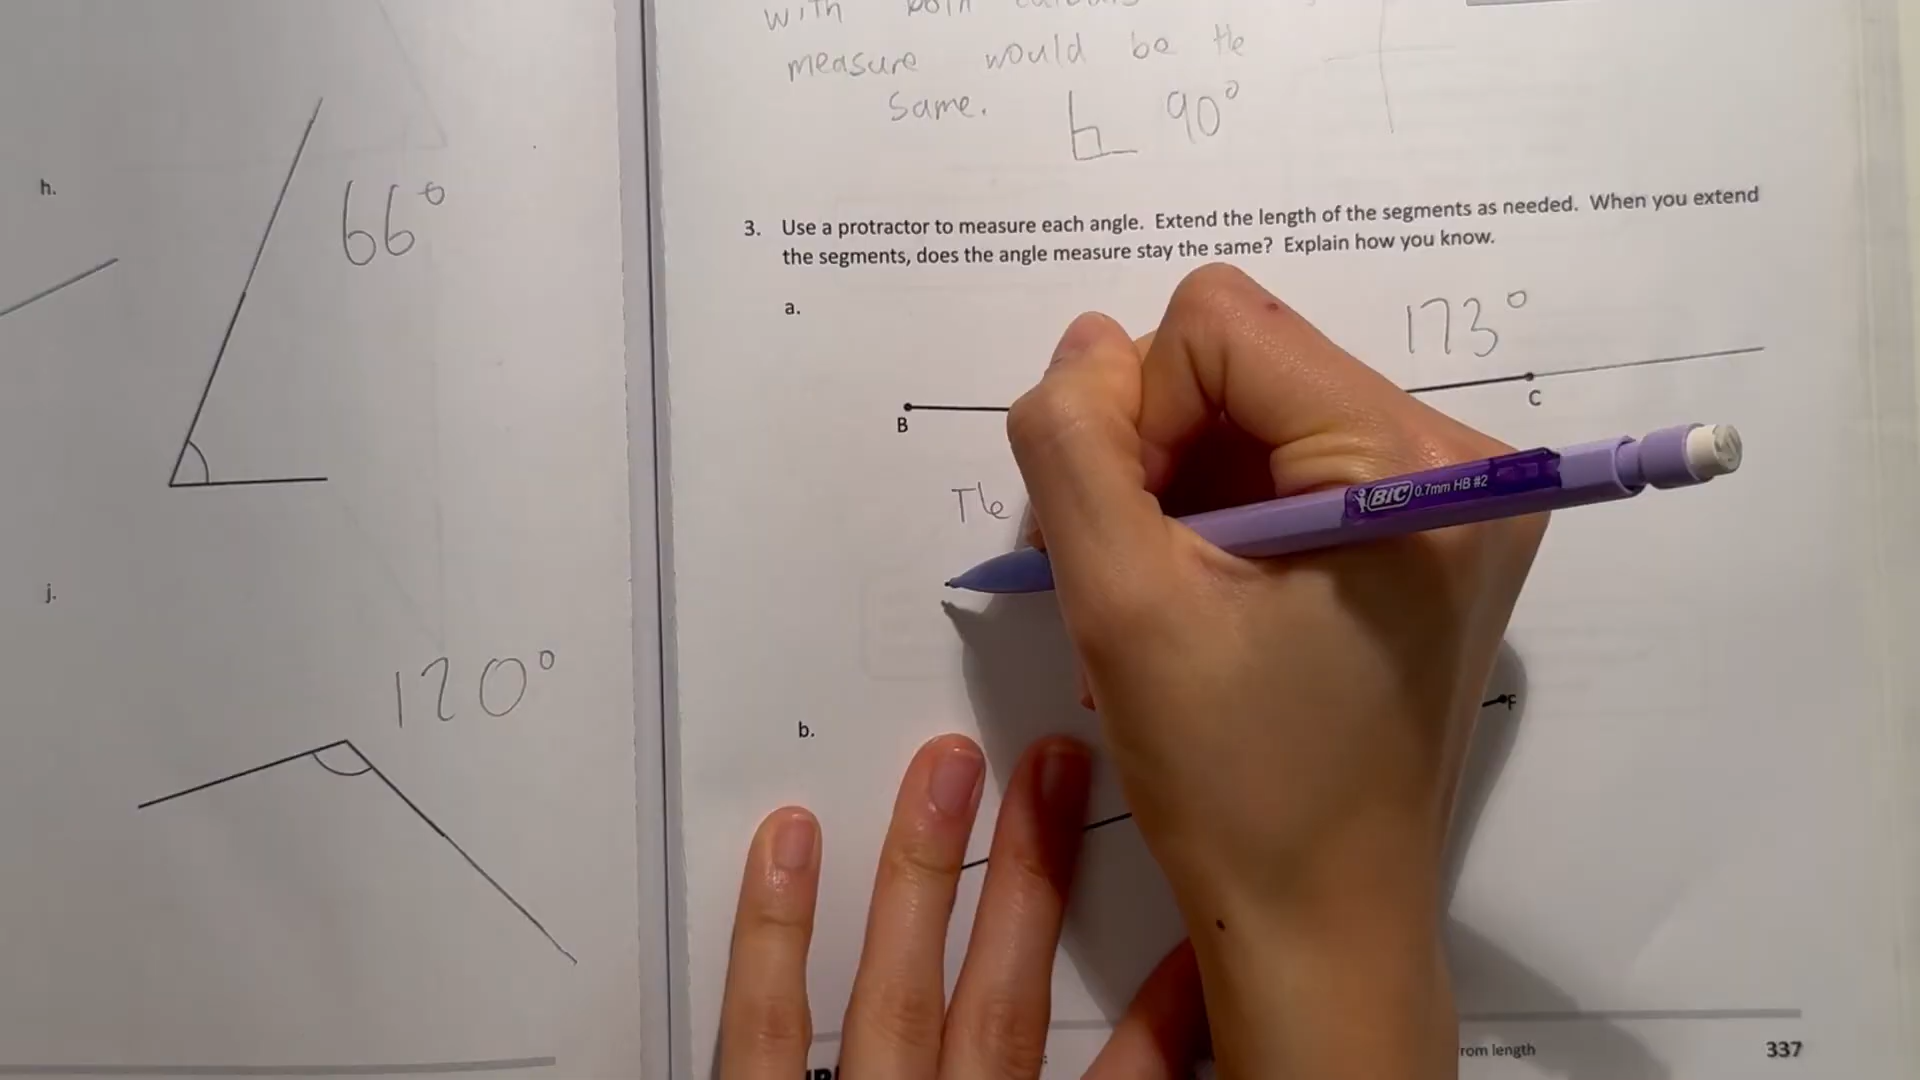 h.
66°
j.
120°
measure would be the
same. 90°
3. Use a protractor to measure each angle. Extend the length of the segments as needed. When you extend
the segments, does the angle measure stay the same? Explain how you know.
a.
173°
B
C
BIC 0.7mm HB #2
The
b.
F
rom length
337